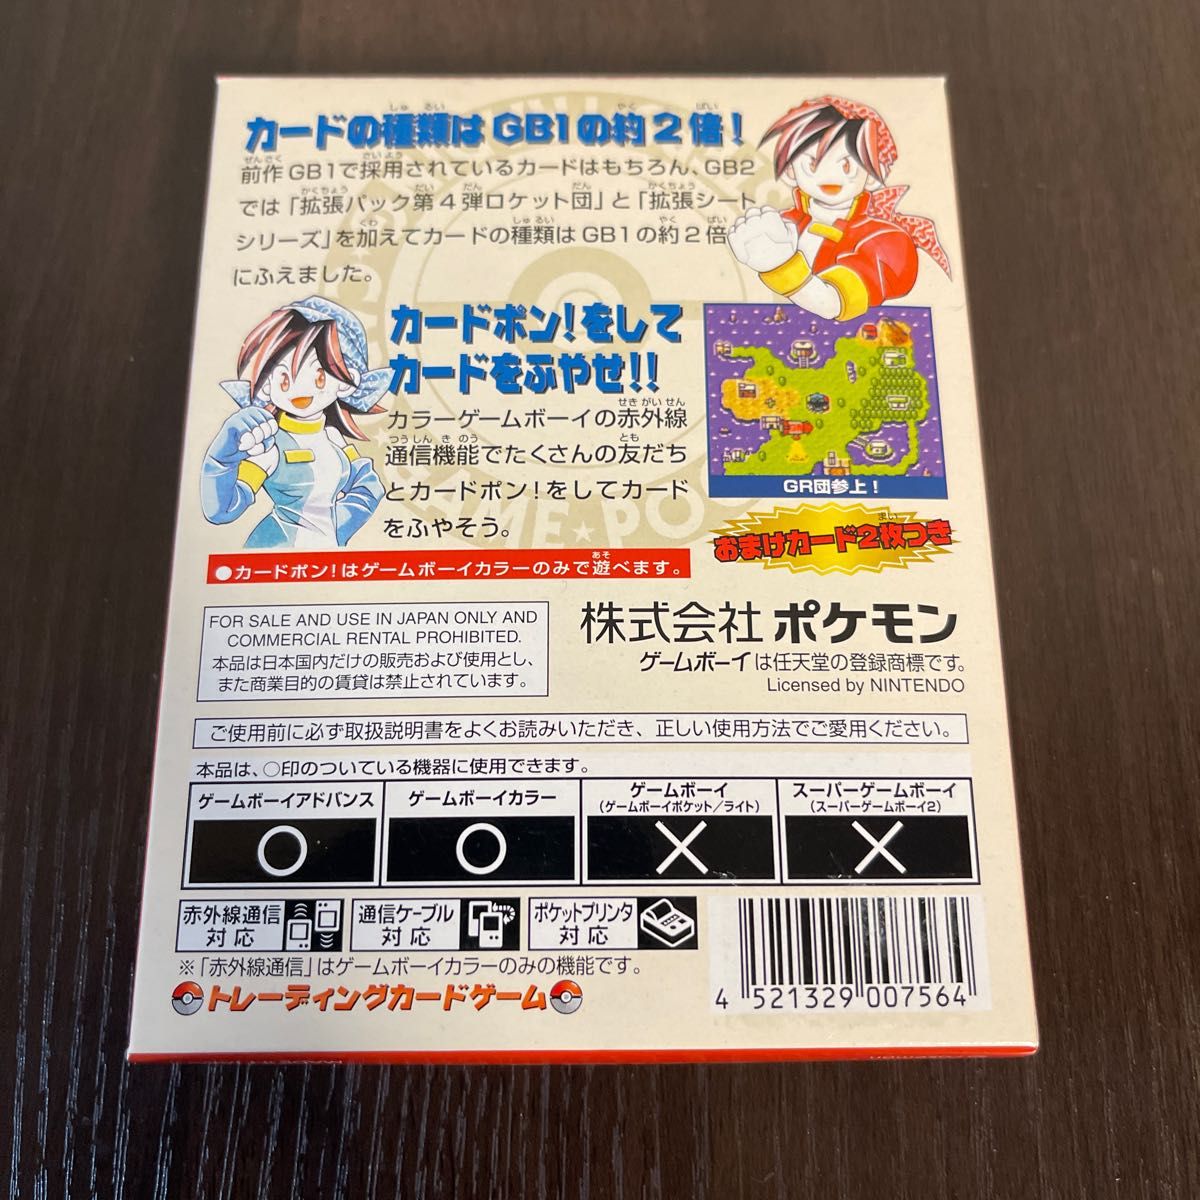 カードの種類はGB1の約2倍！
前作GB1で採用されているカードはもちろん、GB2
では「拡張パック第4弾ロケット団」と「拡張シート
シリーズ」を加えてカードの種類はGB1の約2倍
にふえました。
カードポン！をして
カードをふやせ!!
カラーゲームボーイの赤外線
通信機能でたくさんの友だち
とカードポン！をしてカード
をふやそう。
GR団参上！
おまけカード2枚つき
●カードポン！はゲームボーイカラーのみで遊べます。
FOR SALE AND USE IN JAPAN ONLY AND
COMMERCIAL RENTAL PROHIBITED.
本品は日本国内だけの販売および使用とし、
また商業目的の賃貸は禁止されています。
株式会社ポケモン
ゲームボーイは任天堂の登録商標です。
Licensed by NINTENDO
ご使用前に必ず取扱説明書をよくお読みいただき、正しい使用方法でご愛用ください。
本品は、○印のついている機器に使用できます。
ゲームボーイアドバンス
○
ゲームボーイカラー
○
ゲームボーイ
(ゲームボーイポケット／ライト)
×
スーパーゲームボーイ
(スーパーゲームボーイ2)
×
赤外線通信
対応
通信ケーブル
対応
ポケットプリンタ
対応
※「赤外線通信」はゲームボーイカラーのみの機能です。
トレーディングカードゲーム
4 521329 007564